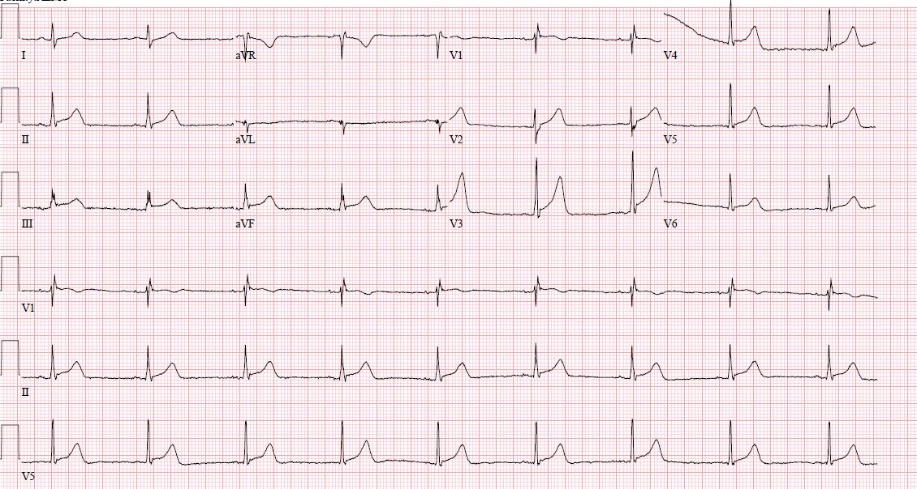 I aVR V1 V4
II aVL V2 V5
III aVF V3 V6
V1
II
V5